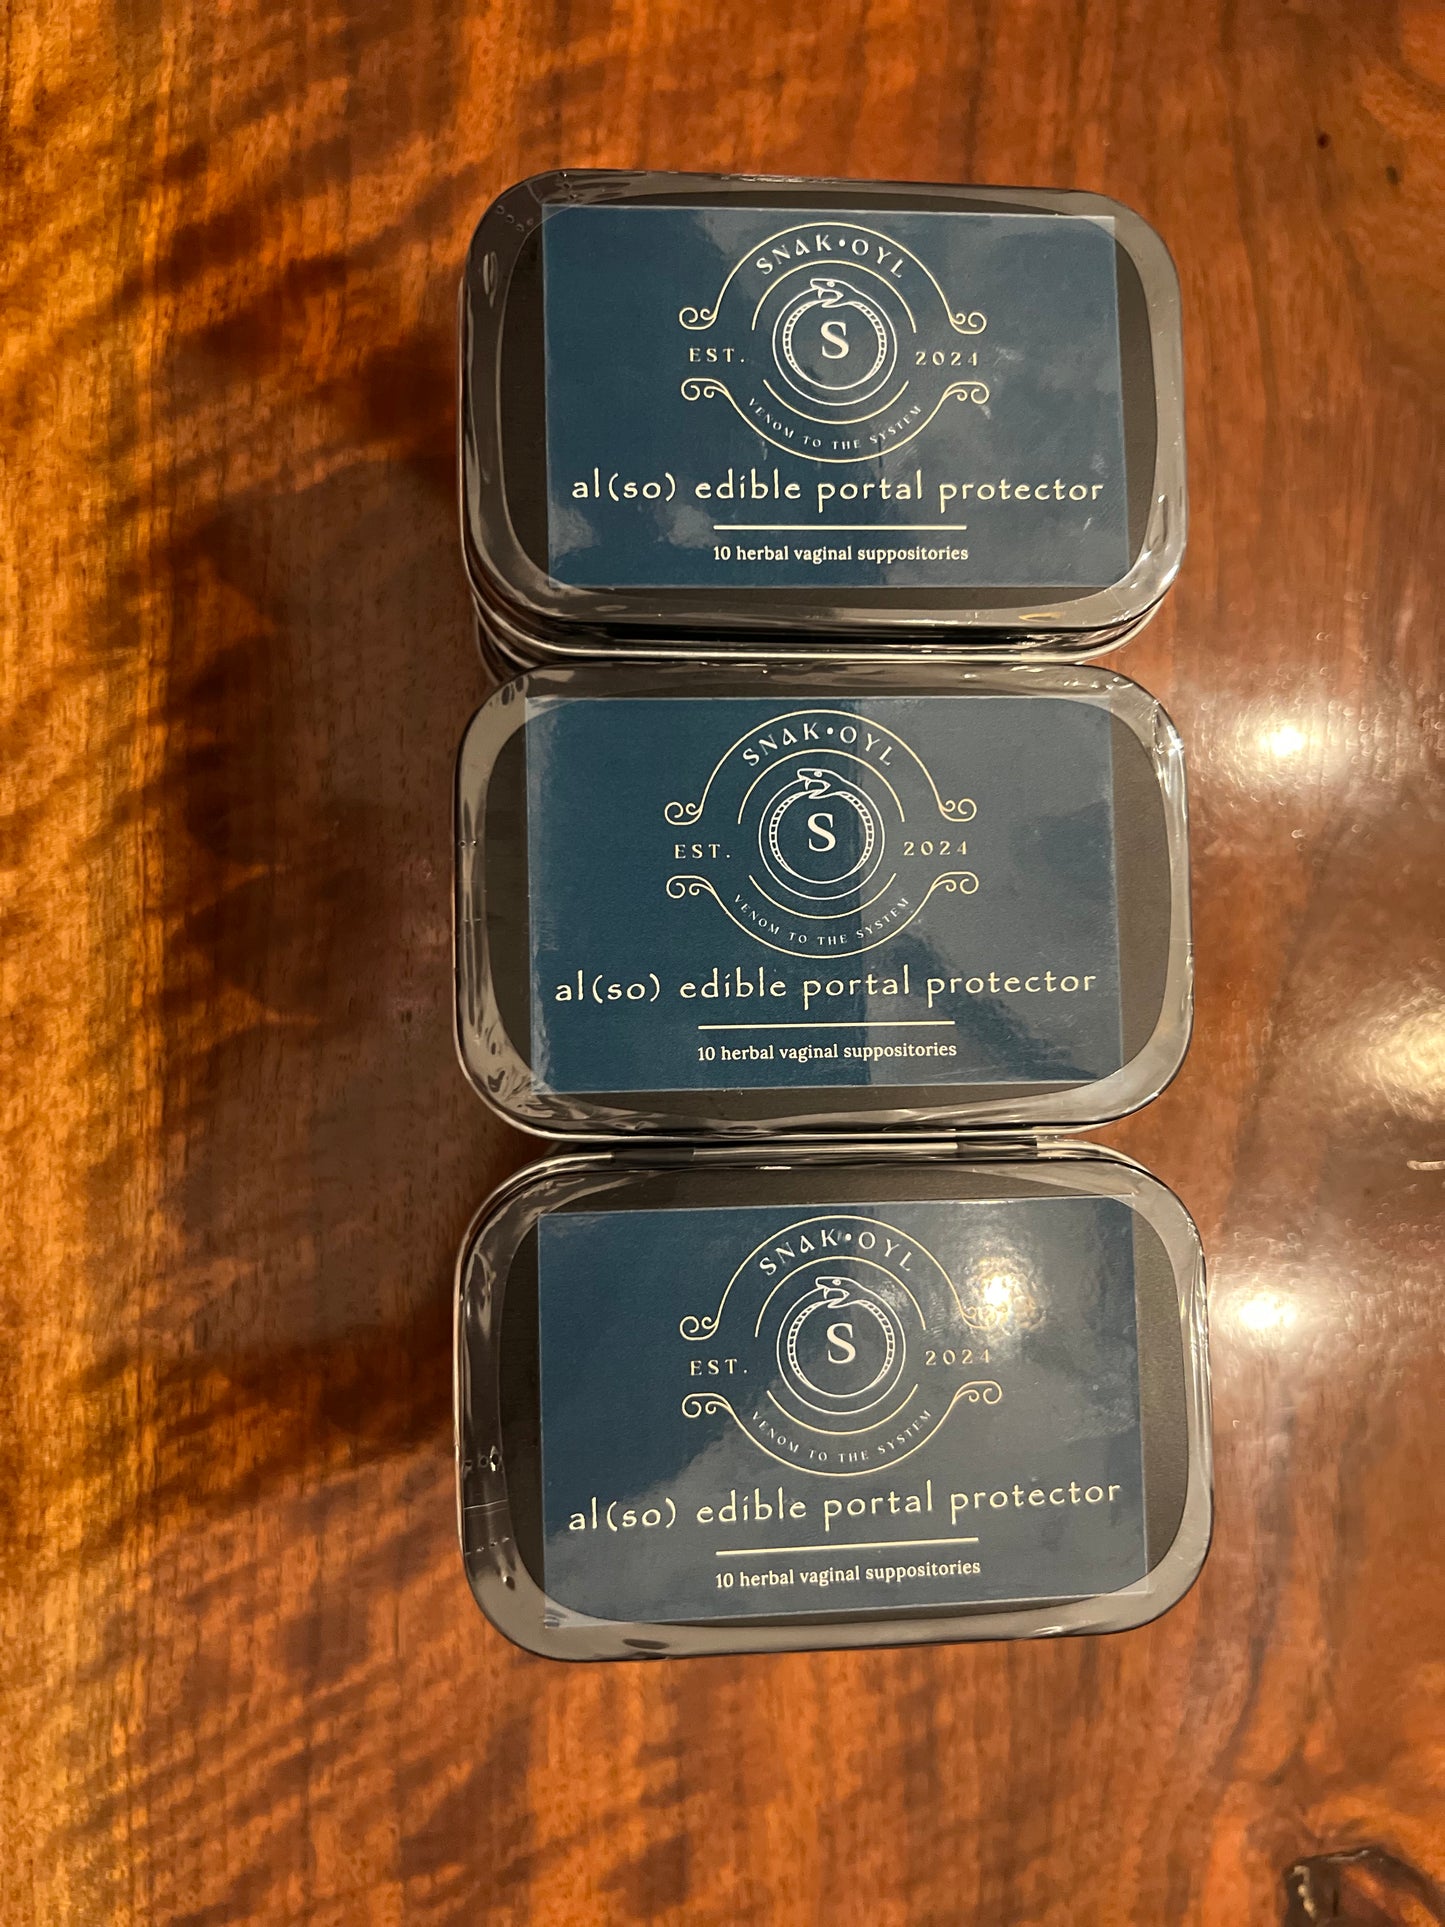 SNAK•OYL
S
EST. 2024
VENOM TO THE SYSTEM
al(so) edible portal protector
10 herbal vaginal suppositories
SNAK•OYL
S
EST. 2024
VENOM TO THE SYSTEM
al(so) edible portal protector
10 herbal vaginal suppositories
SNAK•OYL
S
EST. 2024
VENOM TO THE SYSTEM
al(so) edible portal protector
10 herbal vaginal suppositories